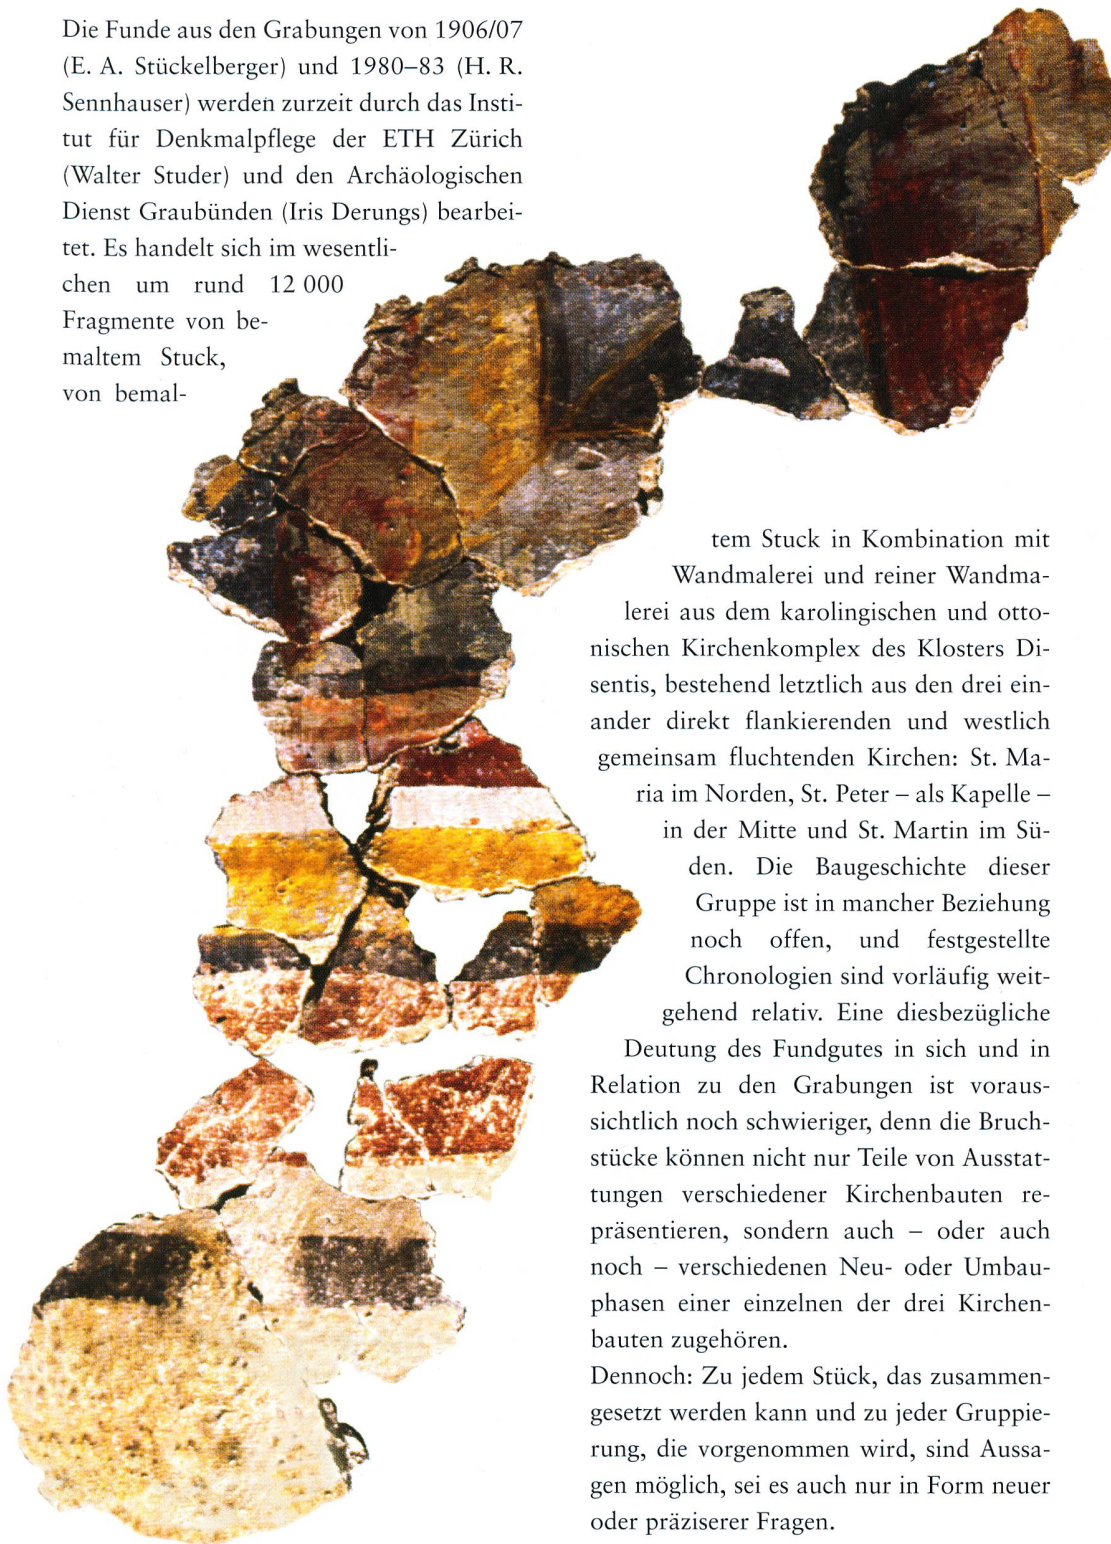 Die Funde aus den Grabungen von 1906/07
(E. A. Stückelberger) und 1980–83 (H. R.
Sennhauser) werden zurzeit durch das Insti-
tut für Denkmalpflege der ETH Zürich
(Walter Studer) und den Archäologischen
Dienst Graubünden (Iris Derungs) bearbei-
tet. Es handelt sich im wesentli-
chen um rund 12 000
Fragmente von be-
maltem Stuck,
von bemal-
tem Stuck in Kombination mit
Wandmalerei und reiner Wandma-
lerei aus dem karolingischen und otto-
nischen Kirchenkomplex des Klosters Di-
sentis, bestehend letztlich aus den drei ein-
ander direkt flankierenden und westlich
gemeinsam fluchtenden Kirchen: St. Ma-
ria im Norden, St. Peter – als Kapelle –
in der Mitte und St. Martin im Sü-
den. Die Baugeschichte dieser
Gruppe ist in mancher Beziehung
noch offen, und festgestellte
Chronologien sind vorläufig weit-
gehend relativ. Eine diesbezügliche
Deutung des Fundgutes in sich und in
Relation zu den Grabungen ist voraus-
sichtlich noch schwieriger, denn die Bruch-
stücke können nicht nur Teile von Ausstat-
tungen verschiedener Kirchenbauten re-
präsentieren, sondern auch – oder auch
noch – verschiedenen Neu- oder Umbau-
phasen einer einzelnen der drei Kirchen-
bauten zugehören.
Dennoch: Zu jedem Stück, das zusammen-
gesetzt werden kann und zu jeder Gruppie-
rung, die vorgenommen wird, sind Aussa-
gen möglich, sei es auch nur in Form neuer
oder präziserer Fragen.